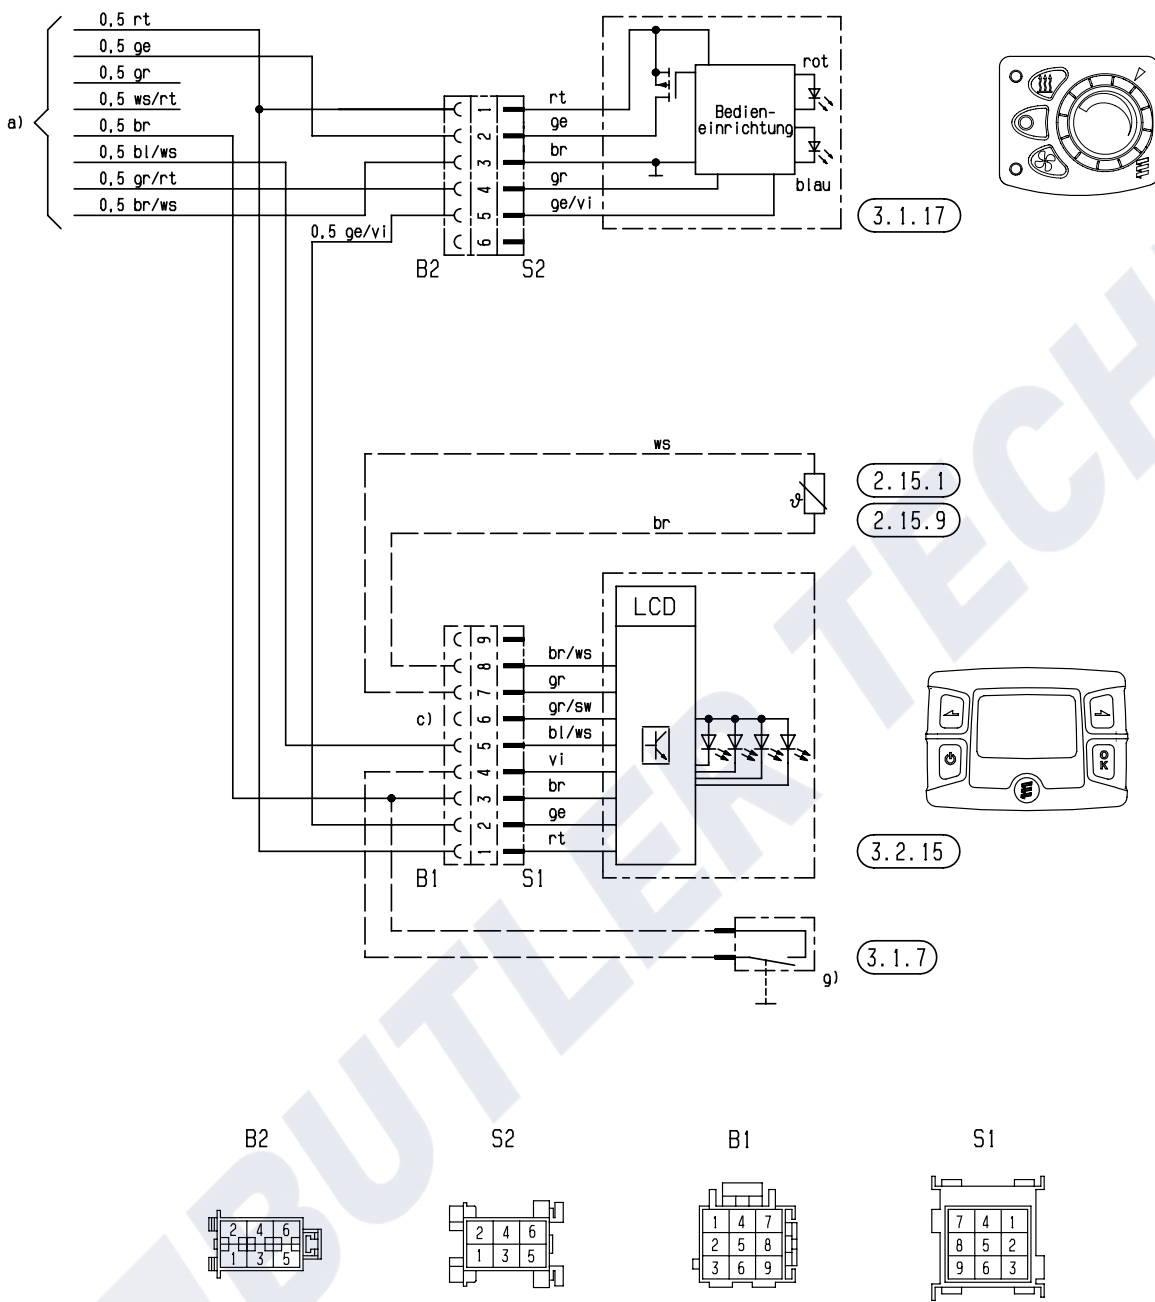 0,5 rt
0,5 ge
0,5 gr
0,5 ws/rt
0,5 br
0,5 bl/ws
0,5 gr/rt
0,5 br/ws
a)
0,5 ge/vi
1
2
3
4
5
6
B2
S2
rt
ge
br
gr
ge/vi
Bedien-
einrichtung
rot
blau
3.1.17
ws
br
2.15.1
2.15.9
LCD
9
8
7
6
5
4
3
2
1
c)
B1
S1
br/ws
gr
gr/sw
bl/ws
vi
br
ge
rt
OK
3.2.15
3.1.7
g)
B2
S2
B1
S1
2 4 6
1 3 5
2 4 6
1 3 5
1 4 7
2 5 8
3 6 9
7 4 1
8 5 2
9 6 3
BUTLER TECH